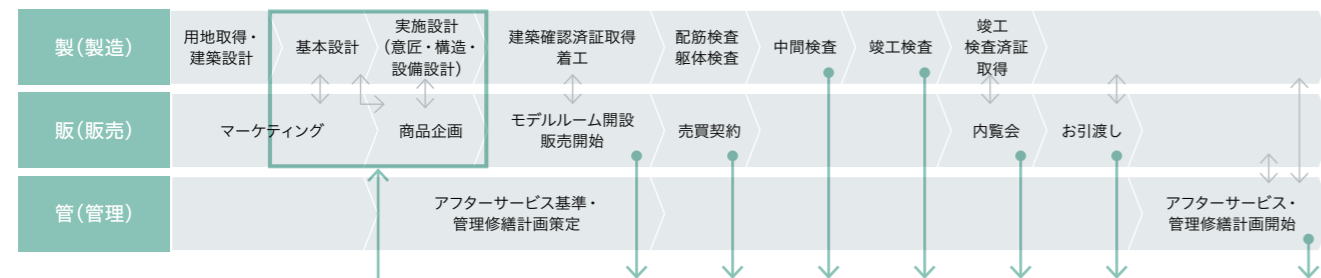 製（製造）
用地取得・
建築設計
基本設計
実施設計
（意匠・構造・
設備設計）
建築確認済証取得
着工
配筋検査
躯体検査
中間検査
竣工検査
竣工
検査済証
取得
販（販売）
マーケティング
商品企画
モデルルーム開設
販売開始
売買契約
内覧会
お引渡し
管（管理）
アフターサービス基準・
管理修繕計画策定
アフターサービス・
管理修繕計画開始